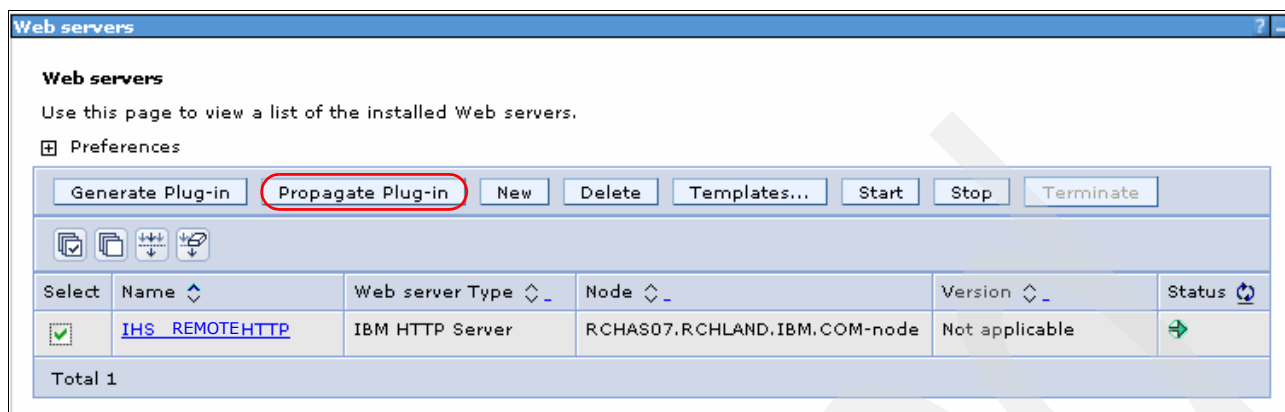 Web servers
Web servers
Use this page to view a list of the installed Web servers.
Preferences
Generate Plug-in Propagate Plug-in New Delete Templates... Start Stop Terminate
Select Name Web server Type Node Version Status
IHS_REMOTEHTTP IBM HTTP Server RCHAS07.RCHLAND.IBM.COM-node Not applicable
Total 1